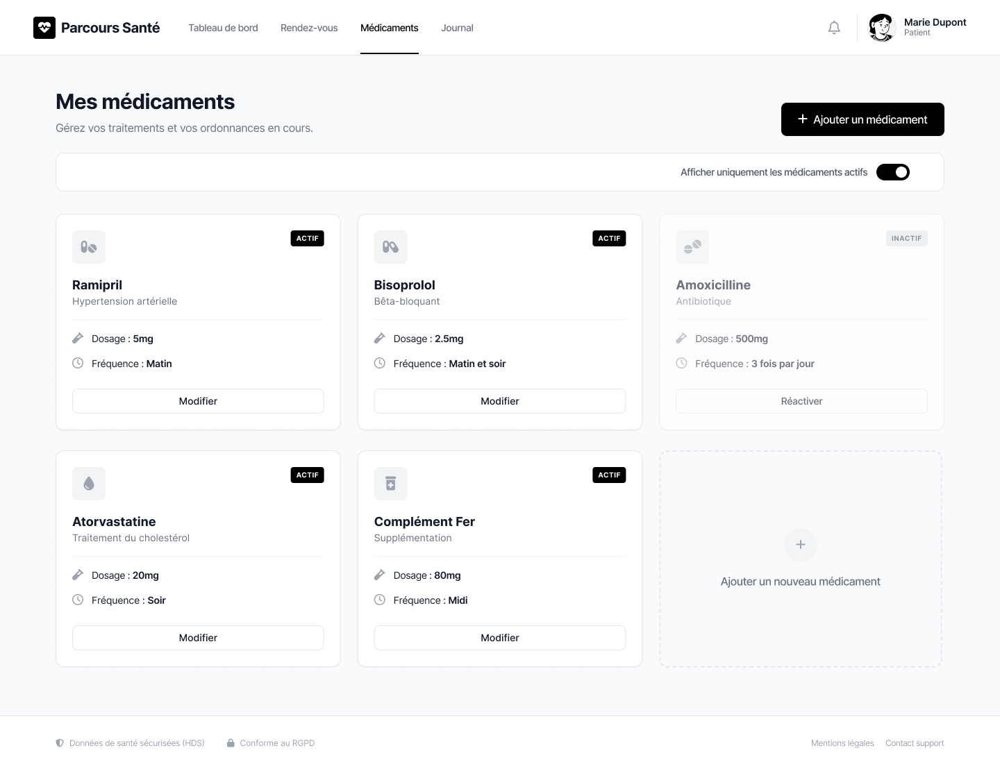 Parcours Santé
Tableau de bord
Rendez-vous
Médicaments
Journal
Marie Dupont
Patient
Mes médicaments
Gérez vos traitements et vos ordonnances en cours.
Ajouter un médicament
Afficher uniquement les médicaments actifs
ACTIF
Ramipril
Hypertension artérielle
Dosage : 5mg
Fréquence : Matin
Modifier
ACTIF
Bisoprolol
Bêta-bloquant
Dosage : 2.5mg
Fréquence : Matin et soir
Modifier
INACTIF
Amoxicilline
Antibiotique
Dosage : 500mg
Fréquence : 3 fois par jour
Réactiver
ACTIF
Atorvastatine
Traitement du cholestérol
Dosage : 20mg
Fréquence : Soir
Modifier
ACTIF
Complément Fer
Supplémentation
Dosage : 80mg
Fréquence : Midi
Modifier
Ajouter un nouveau médicament
Données de santé sécurisées (HDS)
Conforme au RGPD
Mentions légales
Contact support